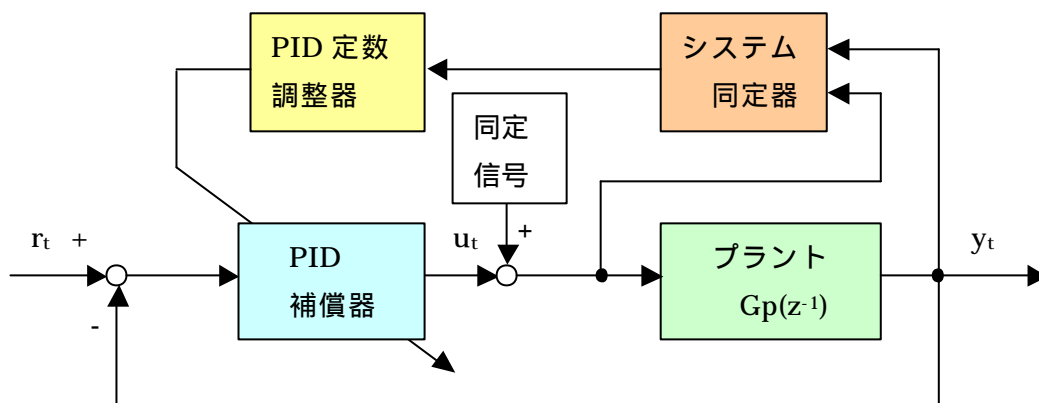 PID 定数
調整器
システム
同定器
同定
信号
rt +
PID
補償器
ut
+
プラント
Gp(z-1)
yt
-